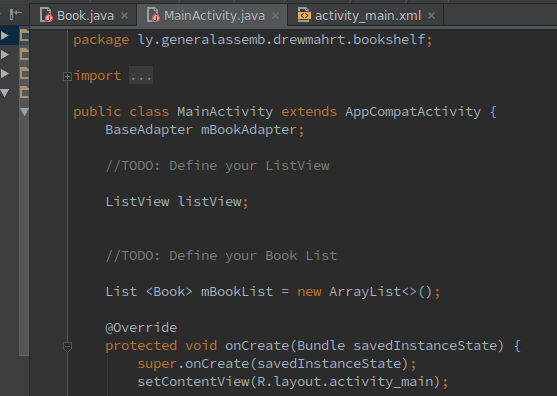 Book.java × MainActivity.java × activity_main.xml ×
package ly.generalassemb.drewmahrt.bookshelf;
import ...
public class MainActivity extends AppCompatActivity {
BaseAdapter mBookAdapter;
//TODO: Define your ListView
ListView listView;
//TODO: Define your Book List
List <Book> mBookList = new ArrayList<>();
@Override
protected void onCreate(Bundle savedInstanceState) {
super.onCreate(savedInstanceState);
setContentView(R.layout.activity_main);